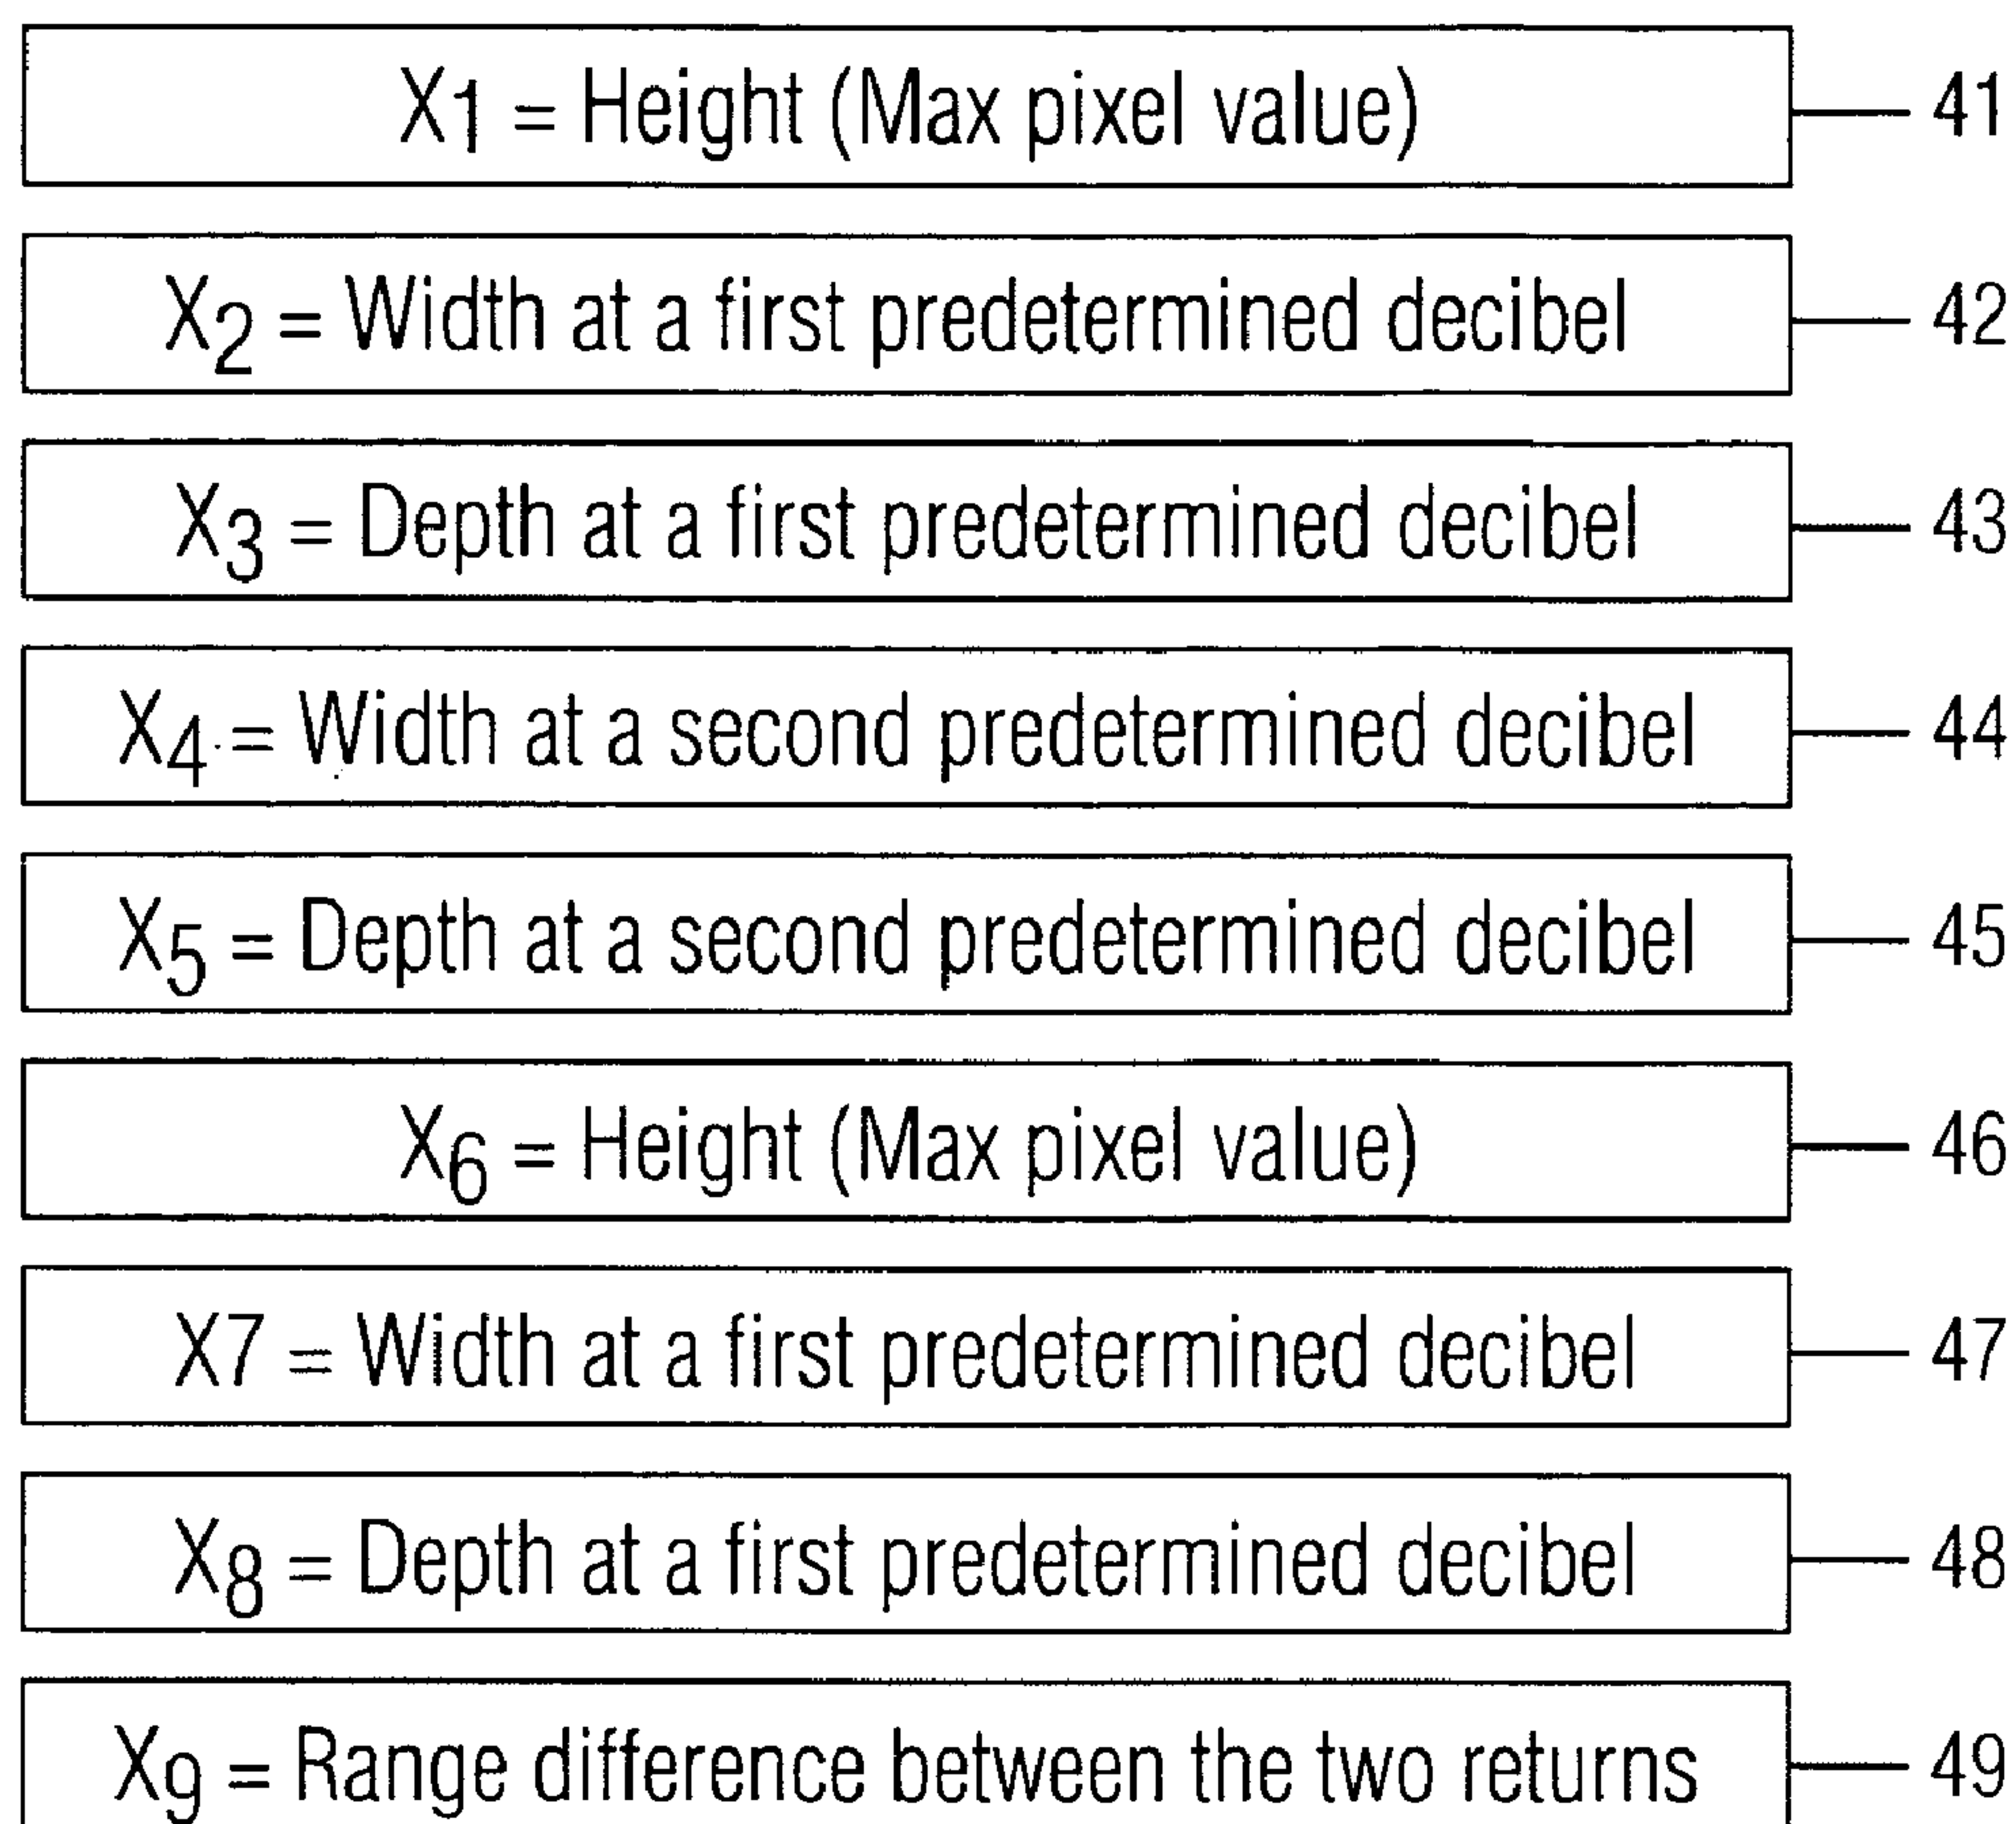 X1 = Height (Max pixel value) 41
X2 = Width at a first predetermined decibel 42
X3 = Depth at a first predetermined decibel 43
X4 = Width at a second predetermined decibel 44
X5 = Depth at a second predetermined decibel 45
X6 = Height (Max pixel value) 46
X7 = Width at a first predetermined decibel 47
X8 = Depth at a first predetermined decibel 48
X9 = Range difference between the two returns 49